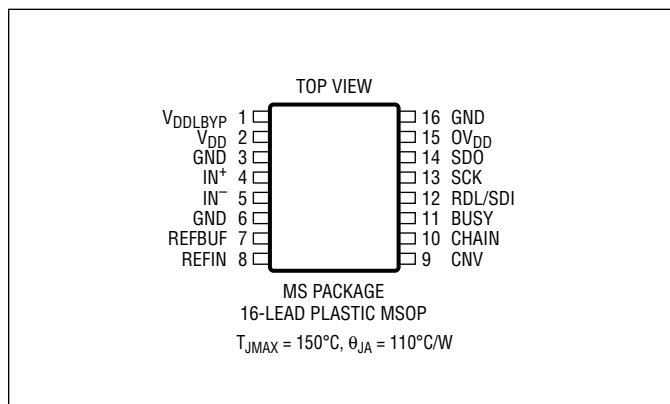 TOP VIEW
VDDLBYP 1
VDD 2
GND 3
IN+ 4
IN– 5
GND 6
REFBUF 7
REFIN 8
16 GND
15 OVDD
14 SDO
13 SCK
12 RDL/SDI
11 BUSY
10 CHAIN
9 CNV
MS PACKAGE
16-LEAD PLASTIC MSOP
TJMAX = 150°C, θJA = 110°C/W